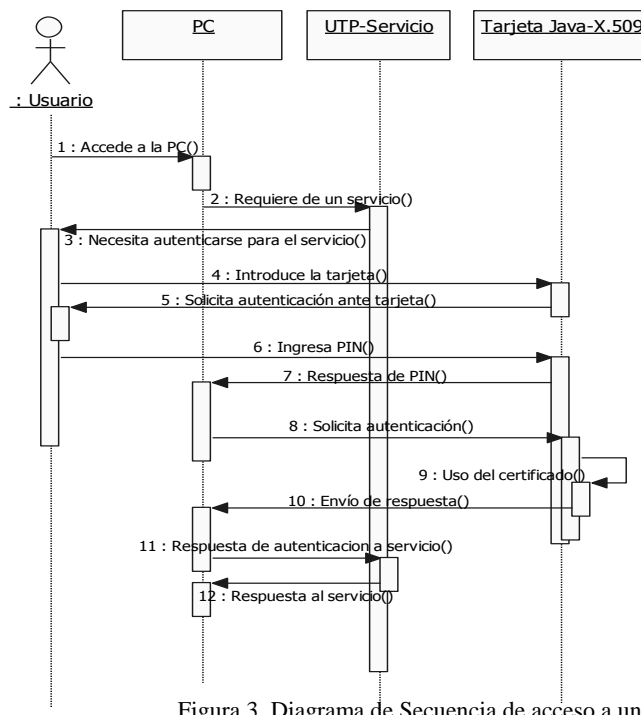 PC
UTP-Servicio
Tarjeta Java-X.509
: Usuario
1 : Accede a la PC()
2 : Requiere de un servicio()
3 : Necesita autenticarse para el servicio()
4 : Introduce la tarjeta()
5 : Solicita autenticación ante tarjeta()
6 : Ingresa PIN()
7 : Respuesta de PIN()
8 : Solicita autenticación()
9 : Uso del certificado()
10 : Envío de respuesta()
11 : Respuesta de autenticacion a servicio()
12 : Respuesta al servicio()
Figura 3. Diagrama de Secuencia de acceso a un